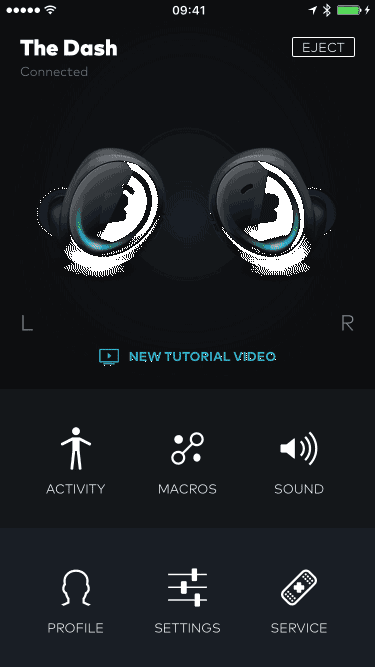 09:41
The Dash
EJECT
Connected
L
R
NEW TUTORIAL VIDEO
ACTIVITY
MACROS
SOUND
PROFILE
SETTINGS
SERVICE